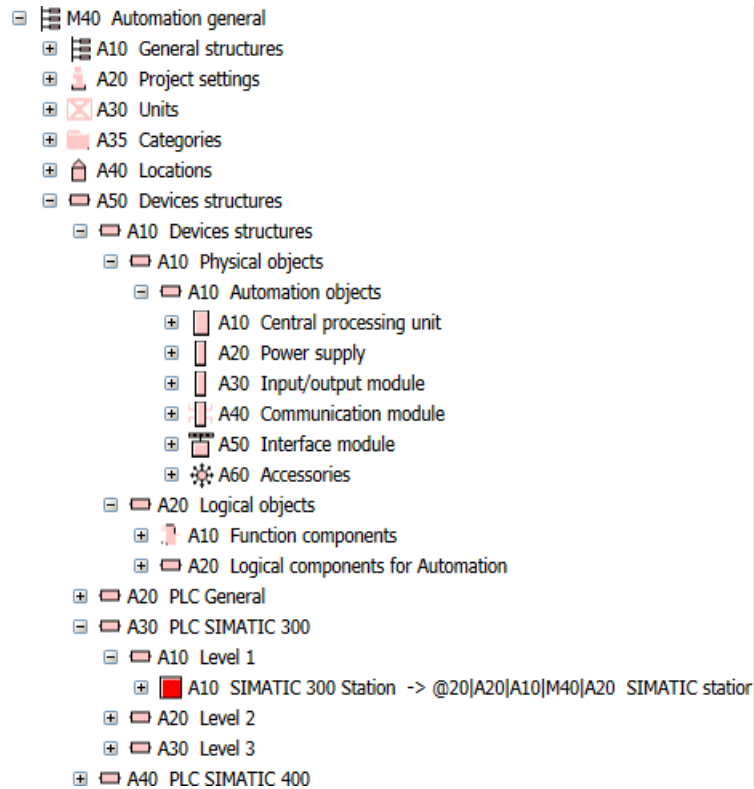 M40 Automation general
A10 General structures
A20 Project settings
A30 Units
A35 Categories
A40 Locations
A50 Devices structures
A10 Devices structures
A10 Physical objects
A10 Automation objects
A10 Central processing unit
A20 Power supply
A30 Input/output module
A40 Communication module
A50 Interface module
A60 Accessories
A20 Logical objects
A10 Function components
A20 Logical components for Automation
A20 PLC General
A30 PLC SIMATIC 300
A10 Level 1
A10 SIMATIC 300 Station -> @20|A20|A10|M40|A20 SIMATIC station
A20 Level 2
A30 Level 3
A40 PLC SIMATIC 400